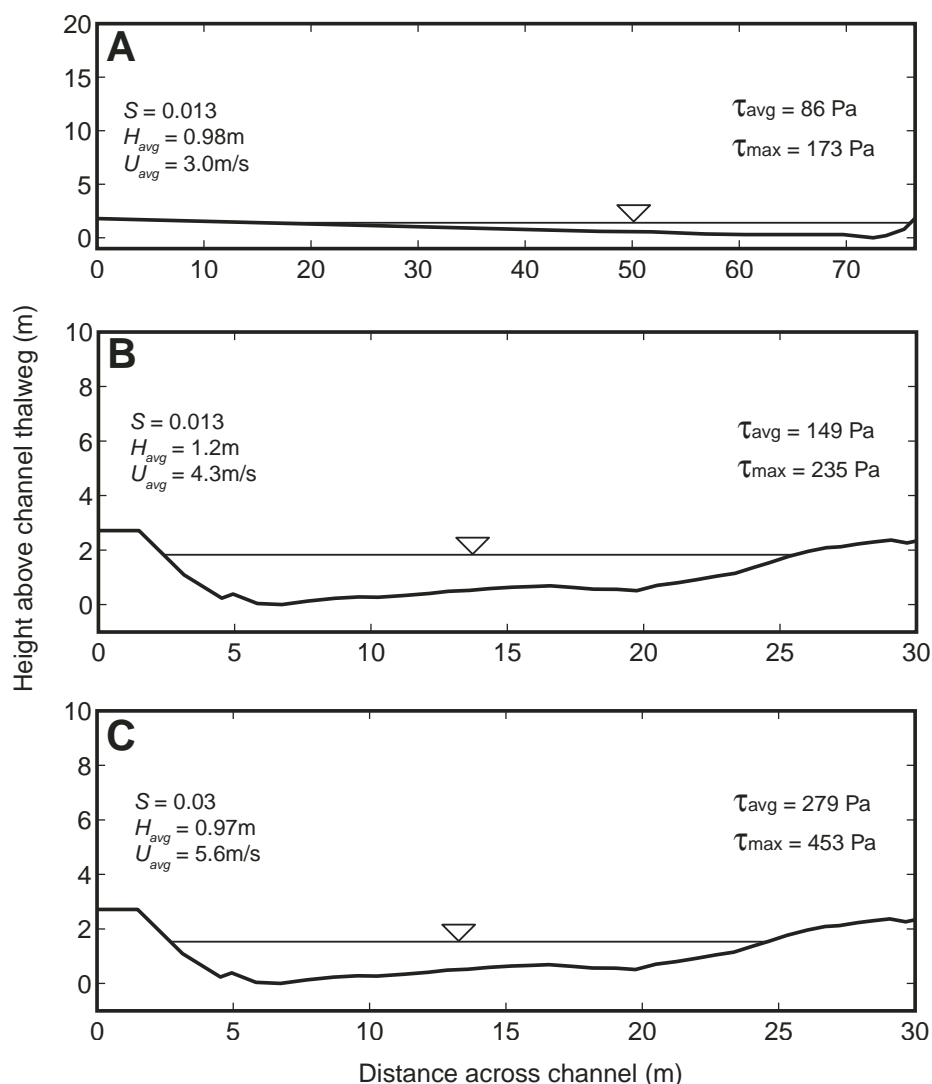 A
20
15
10
5
0
S = 0.013
H_avg = 0.98m
U_avg = 3.0m/s
τavg = 86 Pa
τmax = 173 Pa
0 10 20 30 40 50 60 70
Height above channel thalweg (m)
B
10
8
6
4
2
0
S = 0.013
H_avg = 1.2m
U_avg = 4.3m/s
τavg = 149 Pa
τmax = 235 Pa
0 5 10 15 20 25 30
C
10
8
6
4
2
0
S = 0.03
H_avg = 0.97m
U_avg = 5.6m/s
τavg = 279 Pa
τmax = 453 Pa
0 5 10 15 20 25 30
Distance across channel (m)